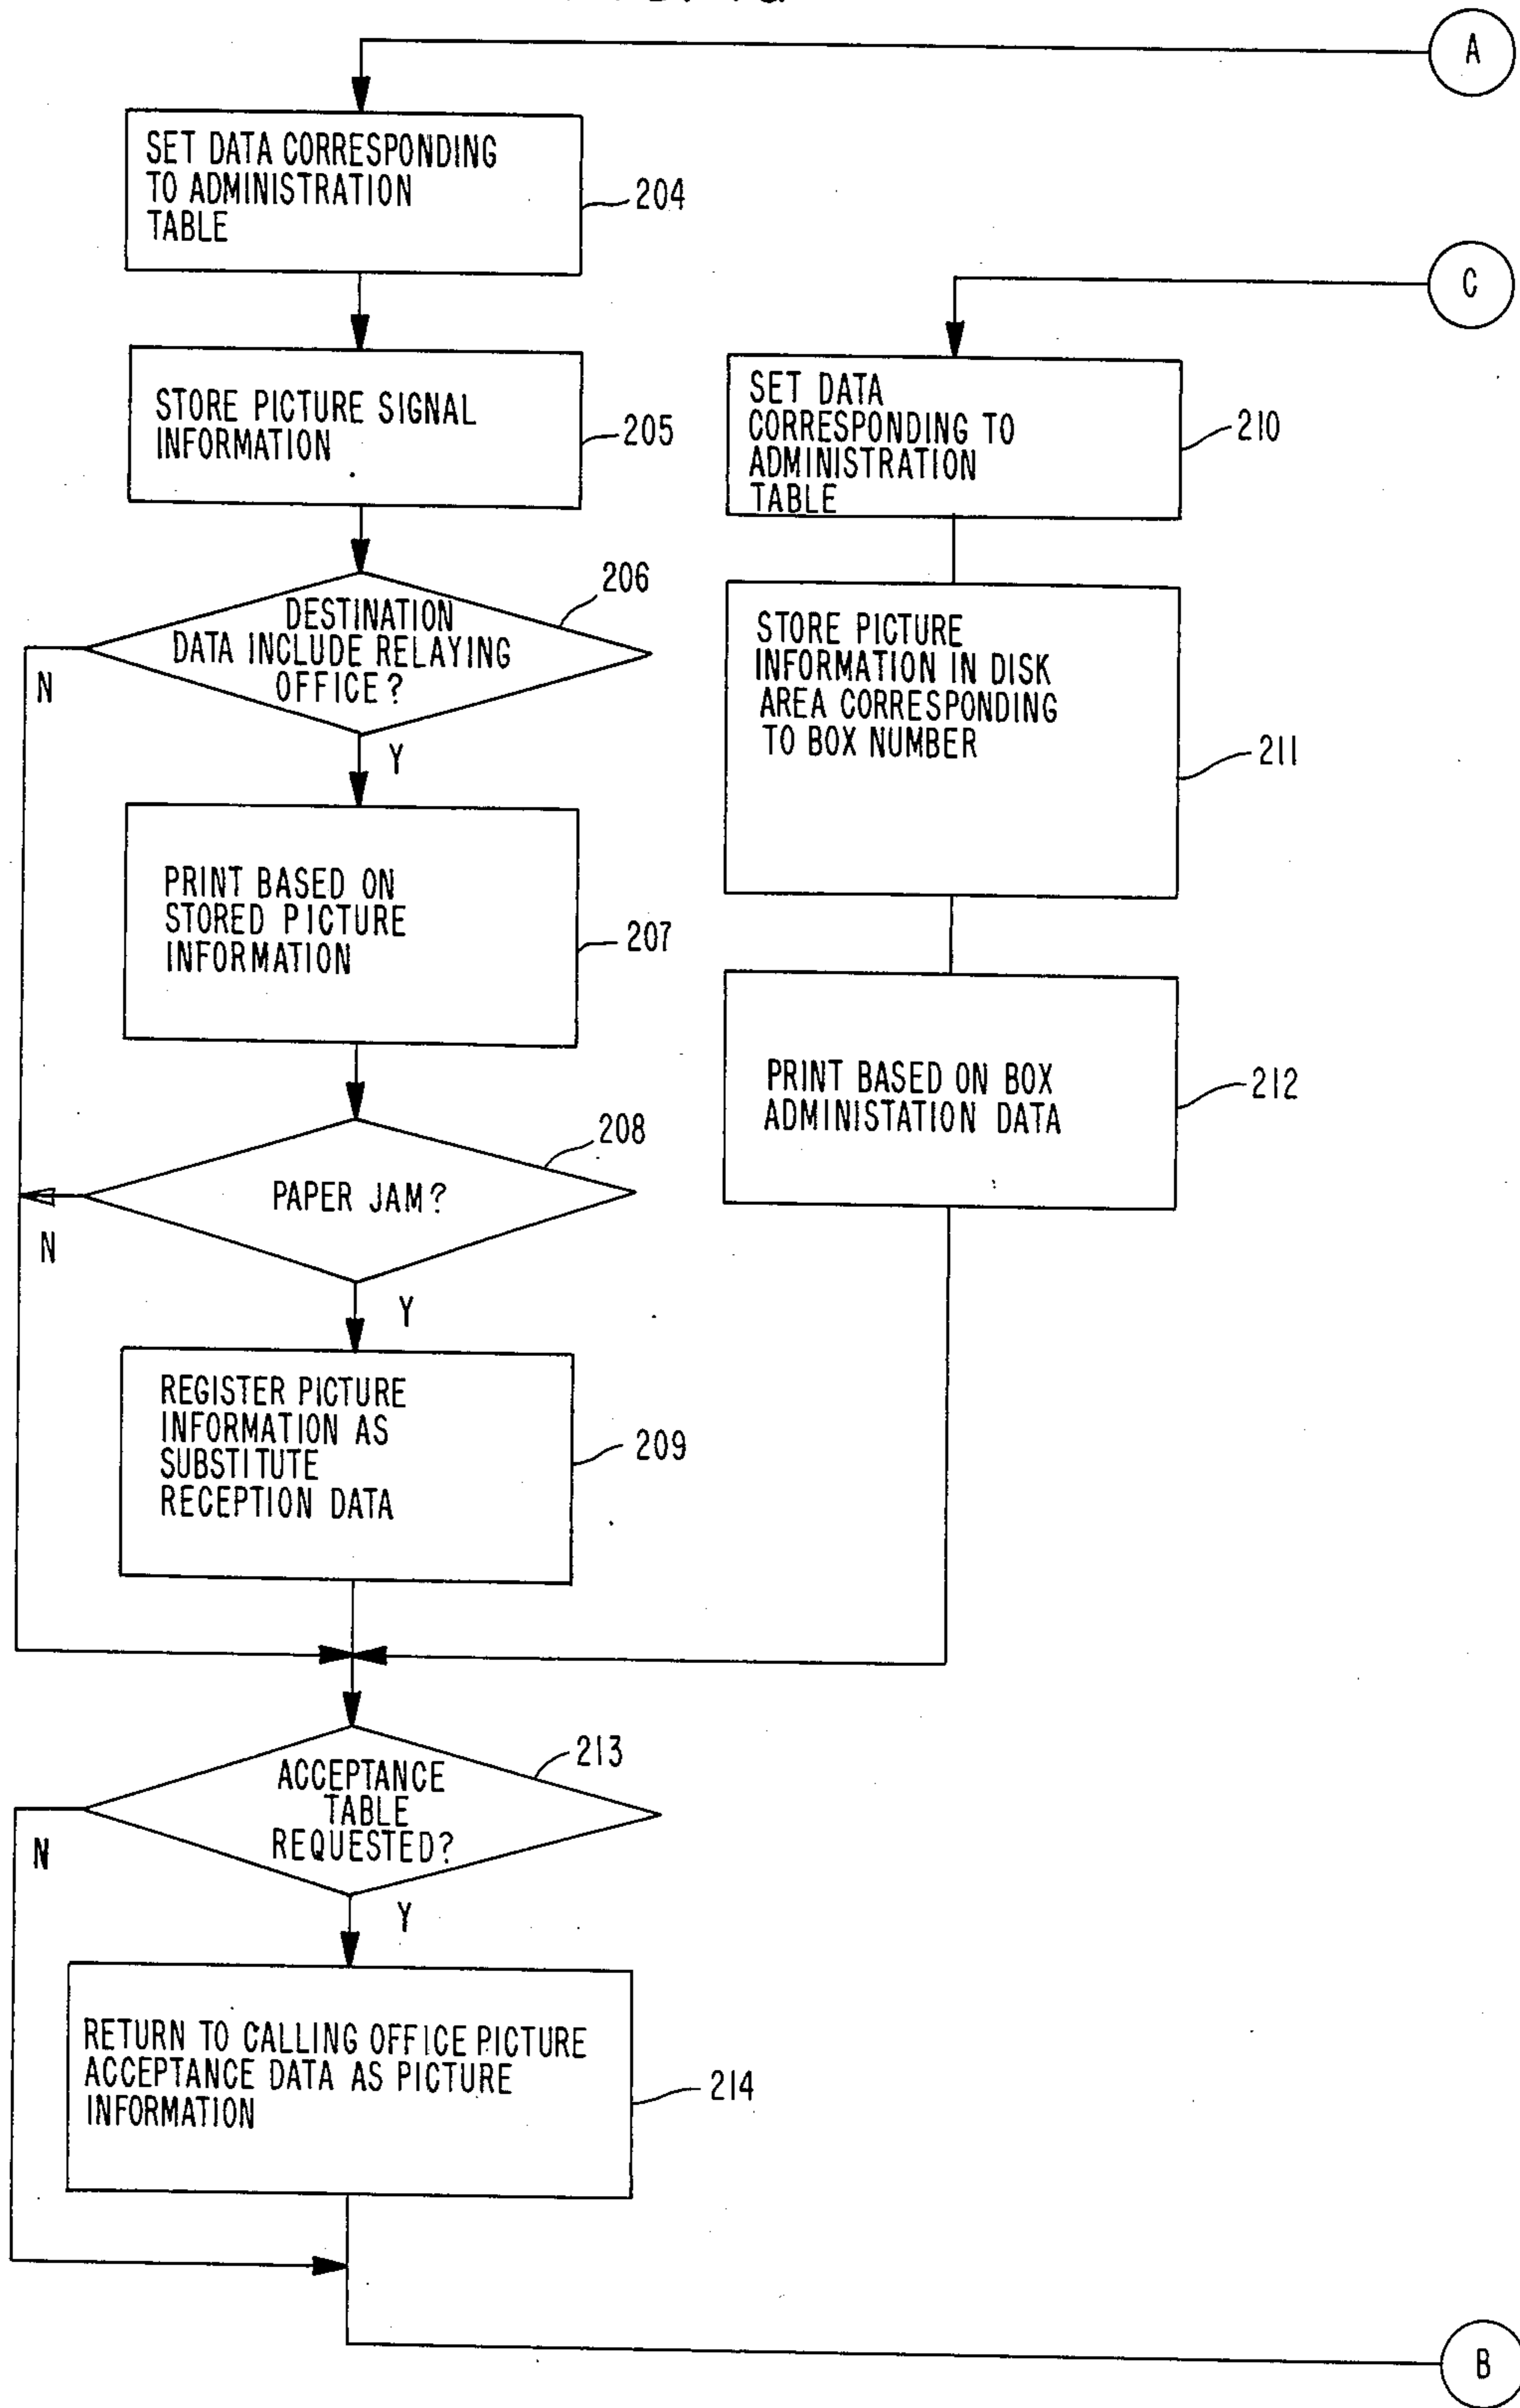 A
SET DATA CORRESPONDING
TO ADMINISTRATION
TABLE
204
C
STORE PICTURE SIGNAL
INFORMATION
205
SET DATA
CORRESPONDING TO
ADMINISTRATION
TABLE
210
206
DESTINATION
DATA INCLUDE RELAYING
OFFICE?
N
Y
STORE PICTURE
INFORMATION IN DISK
AREA CORRESPONDING
TO BOX NUMBER
211
PRINT BASED ON
STORED PICTURE
INFORMATION
207
PRINT BASED ON BOX
ADMINISTATION DATA
212
208
PAPER JAM?
N
Y
REGISTER PICTURE
INFORMATION AS
SUBSTITUTE
RECEPTION DATA
209
213
ACCEPTANCE
TABLE
REQUESTED?
N
Y
RETURN TO CALLING OFFICE PICTURE
ACCEPTANCE DATA AS PICTURE
INFORMATION
214
B